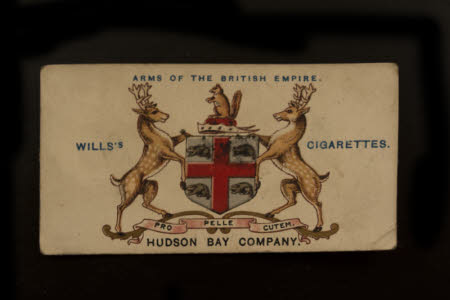 ARMS OF THE BRITISH EMPIRE.
WILLS'S CIGARETTES.
PRO PELLE CUTEM.
HUDSON BAY COMPANY.